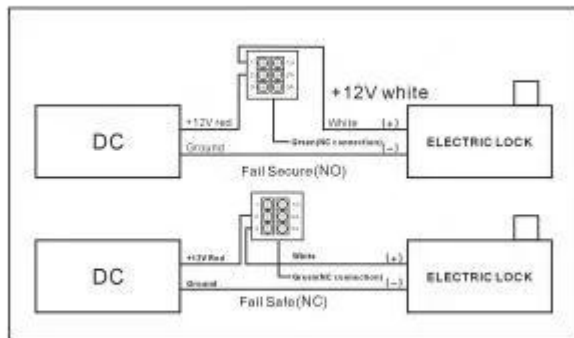 +12V white
+12V red
White
(+)
DC
Green(NC connection)
ELECTRIC LOCK
Ground
(-)
Fail Secure(NO)
+12V Red
White
(+)
DC
Green(NC connection)
ELECTRIC LOCK
Ground
(-)
Fail Safe(NC)